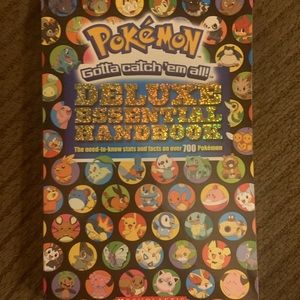 POKéMON
Gotta catch 'em all!
DELUXE
ESSENTIAL
HANDBOOK
The need-to-know stats and facts on over 700 Pokémon
SCHOLASTIC